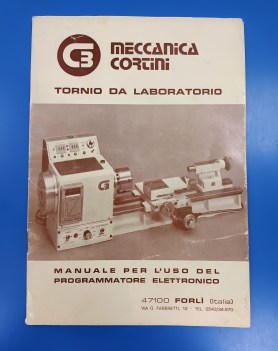 MECCANICA
CORTINI
TORNIO DA LABORATORIO
MANUALE PER L'USO DEL
PROGRAMMATORE ELETTRONICO
47100 FORLÌ (Italia)